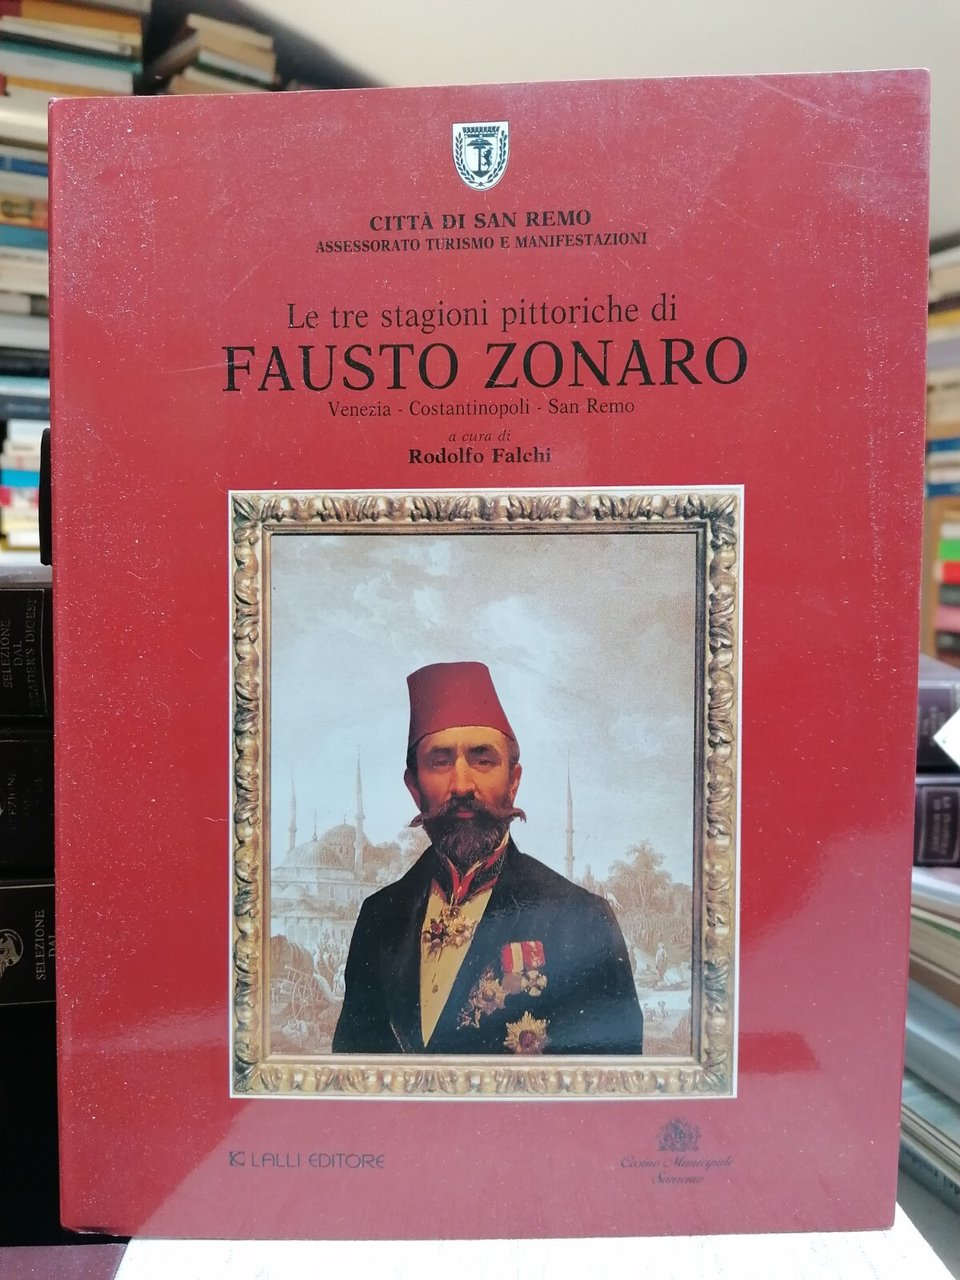 CITTÀ DI SAN REMO
ASSESSORATO TURISMO E MANIFESTAZIONI
Le tre stagioni pittoriche di
FAUSTO ZONARO
Venezia - Costantinopoli - San Remo
a cura di
Rodolfo Falchi
LALLI EDITORE
Casino Municipale
Sanremo
SELEZIONE
DAL
READER'S DIGEST
SELEZIONE
DAL